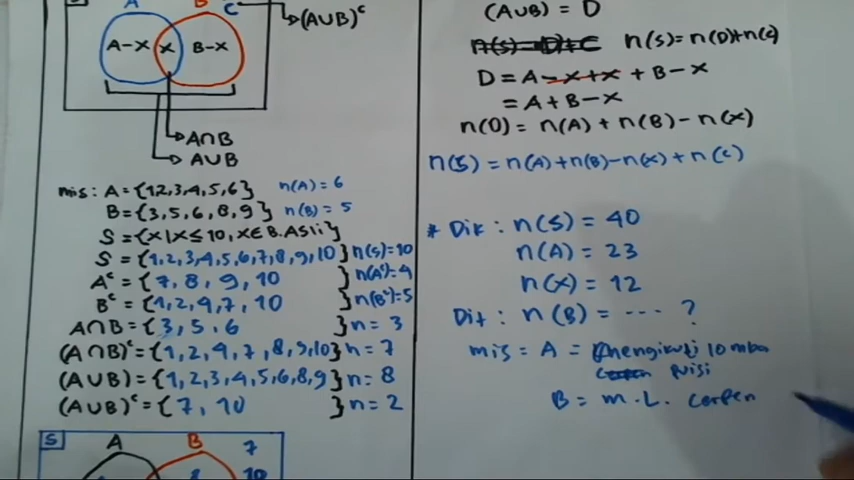 A B C
(A∪B)ᶜ
A-X X B-X
A∩B
A∪B
mis: A={1,2,3,4,5,6} n(A)=6
B={3,5,6,8,9} n(B)=5
S={X|X≤10, X∈B.ASli}
S={1,2,3,4,5,6,7,8,9,10} n(S)=10
Aᶜ={7,8,9,10 } n(Aᶜ)=4
Bᶜ={1,2,4,7,10 } n(Bᶜ)=5
A∩B={3,5,6 } n=3
(A∩B)ᶜ={1,2,4,7,8,9,10} n=7
(A∪B)={1,2,3,4,5,6,8,9} n=8
(A∪B)ᶜ={7,10 } n=2
S A B 7
8 10
(A∪B)=D
n(S)=D+C n(S)=n(D)+n(C)
D=A-X+X+B-X
=A+B-X
n(D)=n(A)+n(B)-n(X)
n(S)=n(A)+n(B)-n(X)+n(C)
* Dik: n(S)=40
n(A)=23
n(X)=12
Dit: n(B)=---?
mis = A = mengikuti lomba
cerpen puisi
B = m.L. cerpen